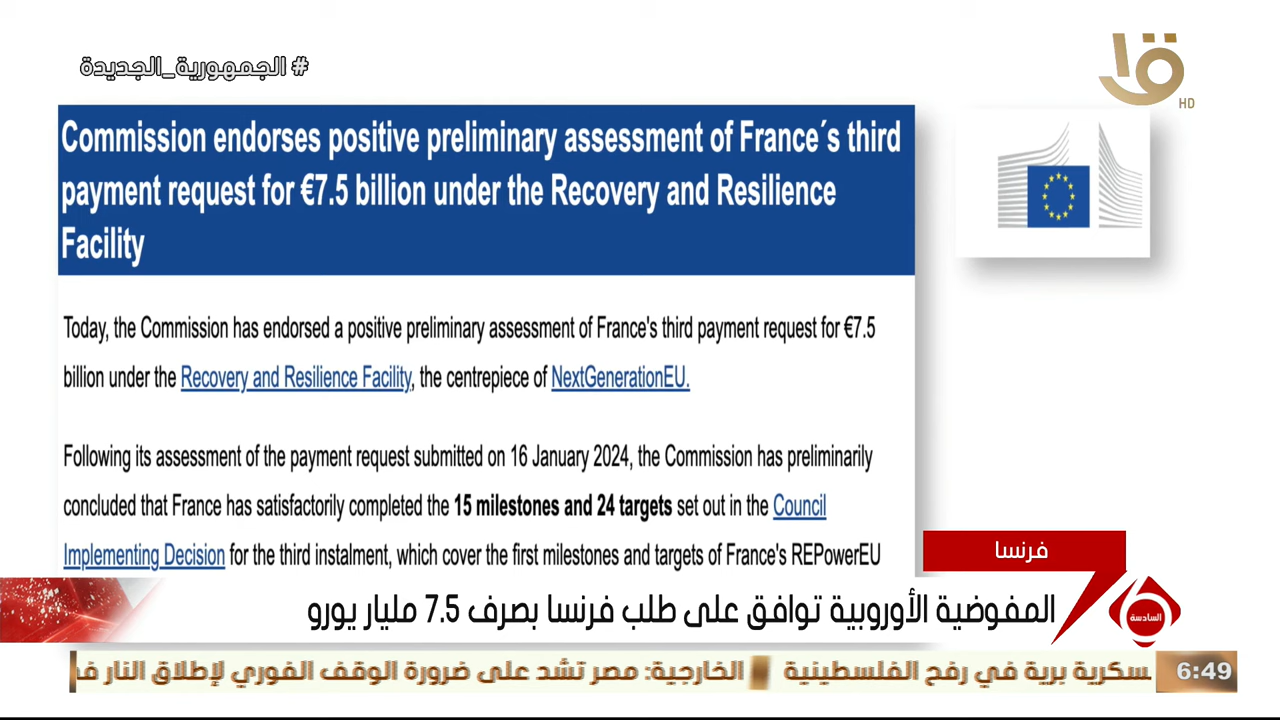 # الجمهورية_الجديدة
HD
Commission endorses positive preliminary assessment of France´s third
payment request for €7.5 billion under the Recovery and Resilience
Facility
Today, the Commission has endorsed a positive preliminary assessment of France's third payment request for €7.5
billion under the Recovery and Resilience Facility, the centrepiece of NextGenerationEU.
Following its assessment of the payment request submitted on 16 January 2024, the Commission has preliminarily
concluded that France has satisfactorily completed the 15 milestones and 24 targets set out in the Council
Implementing Decision for the third instalment, which cover the first milestones and targets of France's REPowerEU
فرنسا
المفوضية الأوروبية توافق على طلب فرنسا بصرف 7.5 مليار يورو
السادسة
برية في رفح الفلسطينية الخارجية: مصر تشد على ضرورة الوقف الفوري لإطلاق النار
6:49